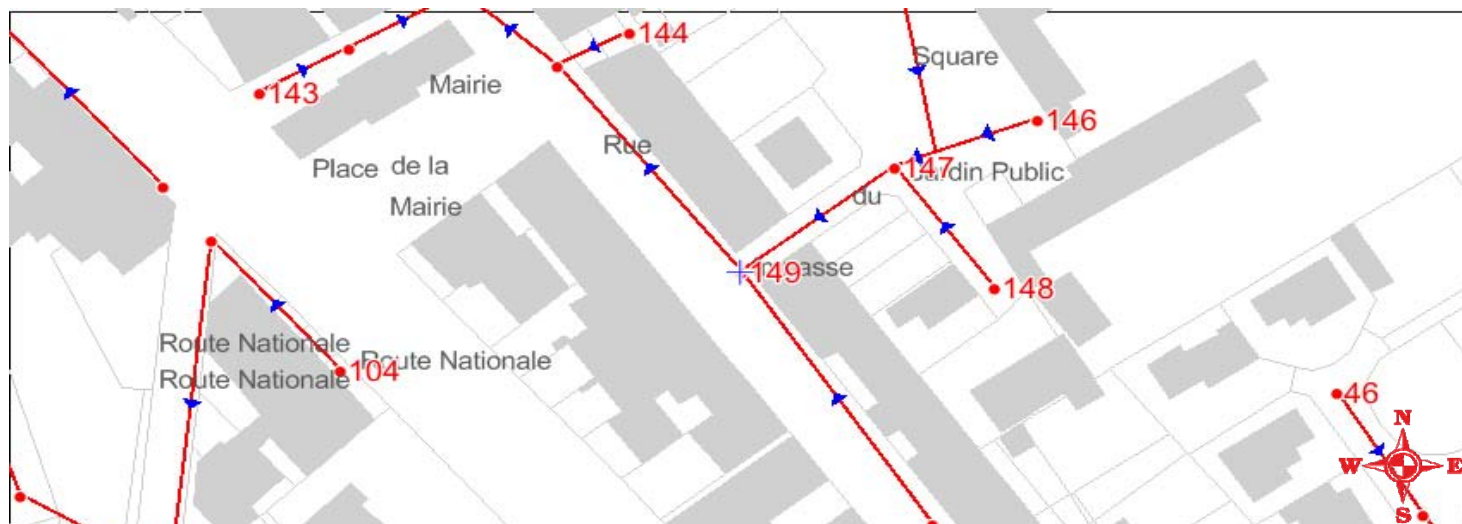 144
Square
143
Mairie
146
Rue
147
Jardin Public
Place de la
Mairie
du
149
148
Route Nationale
Route Nationale
104
Route Nationale
46
N
W E
S